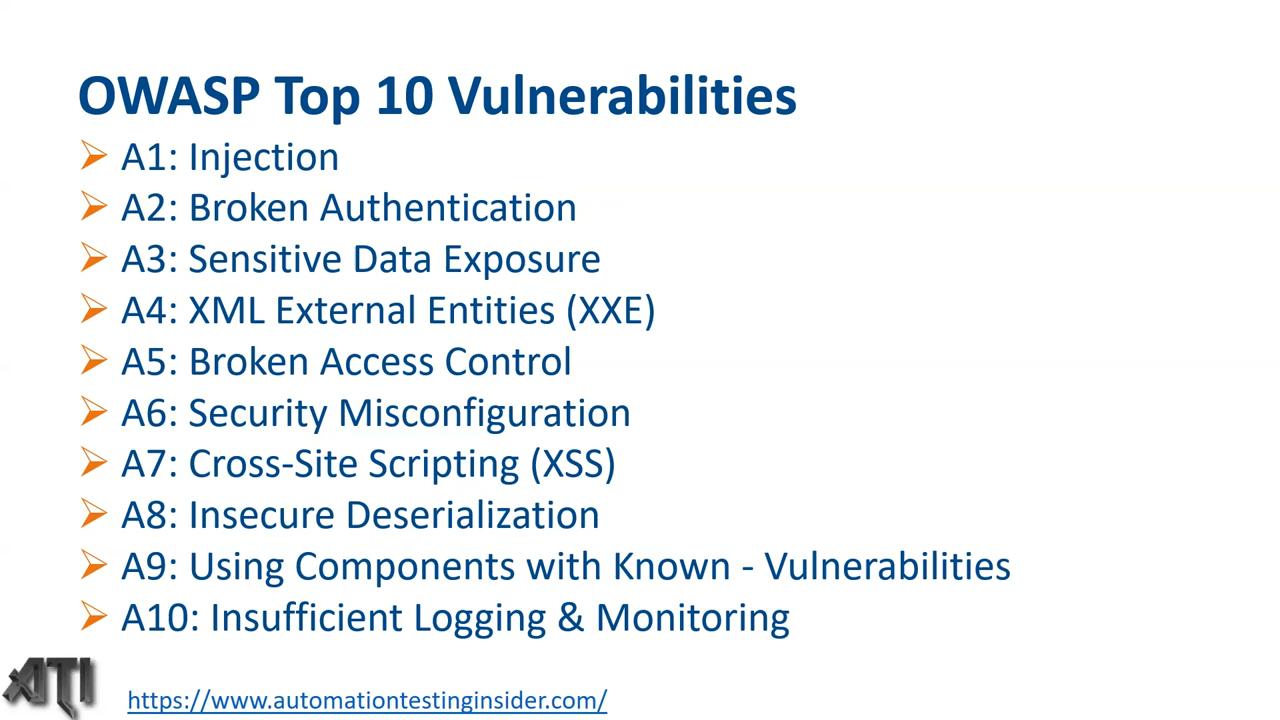 OWASP Top 10 Vulnerabilities
A1: Injection
A2: Broken Authentication
A3: Sensitive Data Exposure
A4: XML External Entities (XXE)
A5: Broken Access Control
A6: Security Misconfiguration
A7: Cross-Site Scripting (XSS)
A8: Insecure Deserialization
A9: Using Components with Known - Vulnerabilities
A10: Insufficient Logging & Monitoring
ATI
https://www.automationtestinginsider.com/